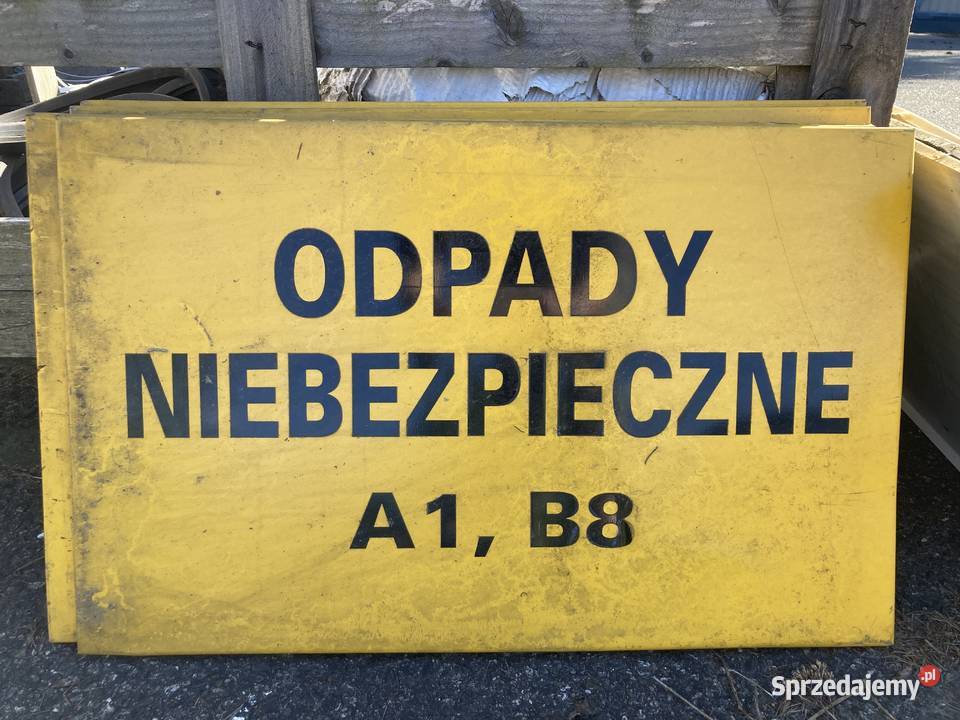 ODPADY
NIEBEZPIECZNE
A1, B8
Sprzedajemy.pl